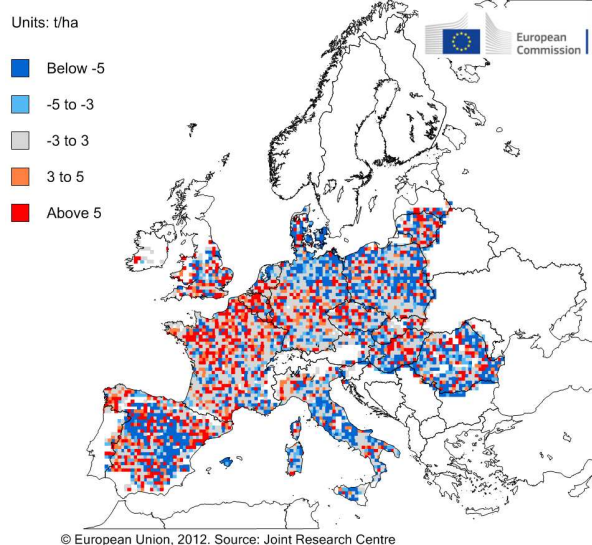 Units: t/ha
European
Commission
Below -5
-5 to -3
-3 to 3
3 to 5
Above 5
© European Union, 2012. Source: Joint Research Centre